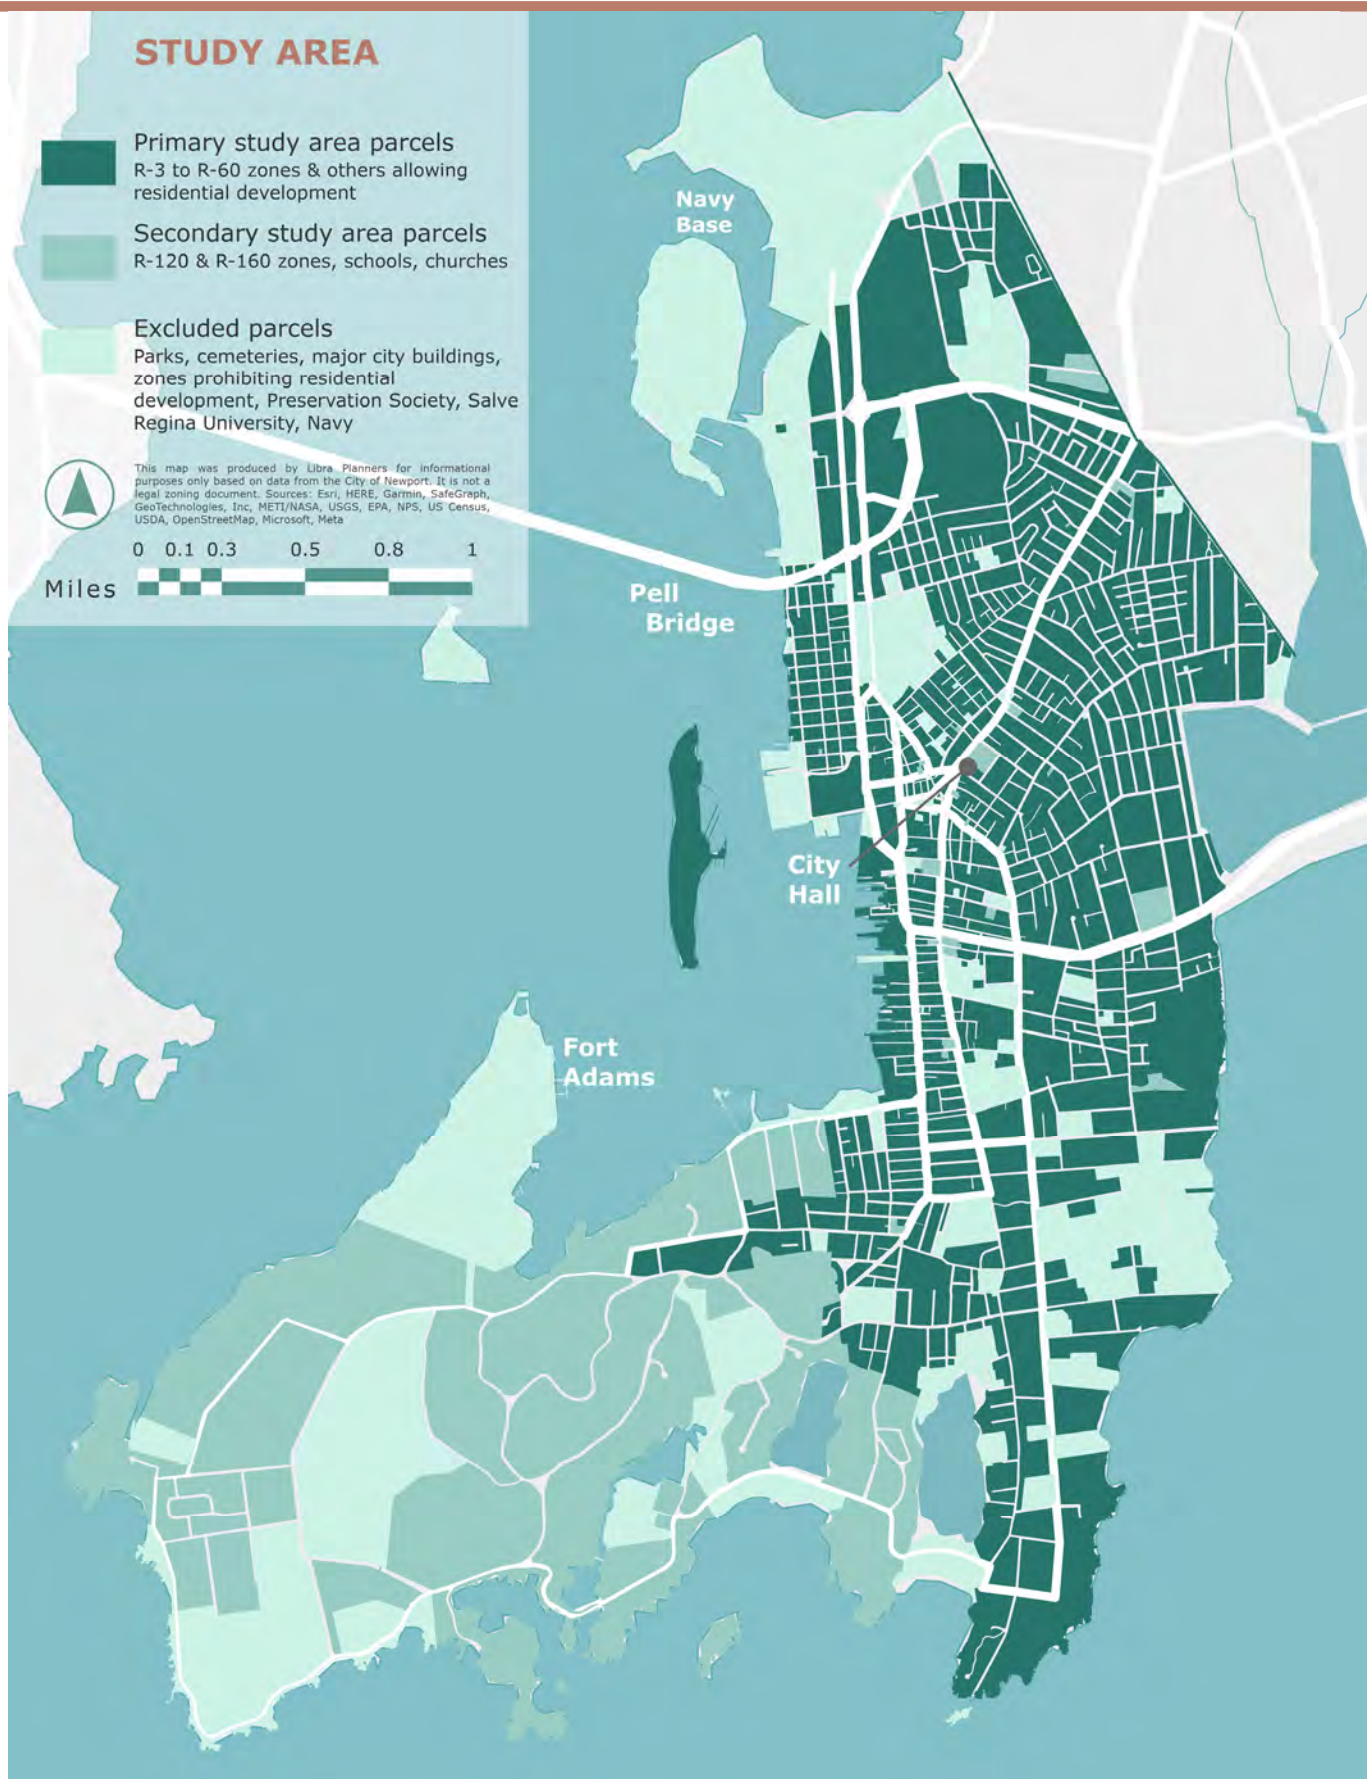 STUDY AREA
Primary study area parcels
R-3 to R-60 zones & others allowing
residential development
Secondary study area parcels
R-120 & R-160 zones, schools, churches
Excluded parcels
Parks, cemeteries, major city buildings,
zones prohibiting residential
development, Preservation Society, Salve
Regina University, Navy
This map was produced by Libra Planners for informational
purposes only based on data from the City of Newport. It is not a
legal zoning document. Sources: Esri, HERE, Garmin, SafeGraph,
GeoTechnologies, Inc, METI/NASA, USGS, EPA, NPS, US Census,
USDA, OpenStreetMap, Microsoft, Meta
0 0.1 0.3 0.5 0.8 1
Miles
Navy
Base
Pell
Bridge
City
Hall
Fort
Adams